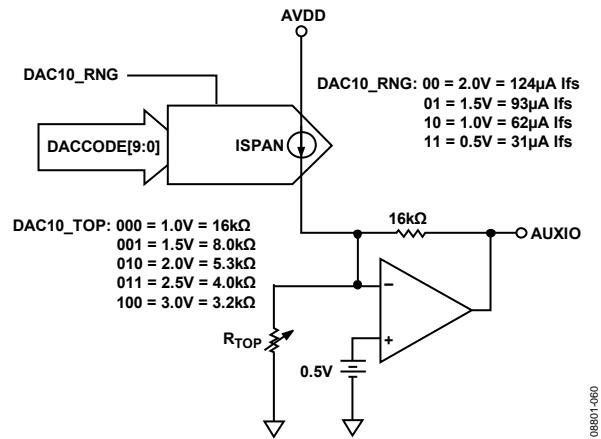 AVDD
DAC10_RNG
DAC10_RNG: 00 = 2.0V = 124µA Ifs
01 = 1.5V = 93µA Ifs
10 = 1.0V = 62µA Ifs
11 = 0.5V = 31µA Ifs
DACCODE[9:0]
ISPAN
DAC10_TOP: 000 = 1.0V = 16kΩ
001 = 1.5V = 8.0kΩ
010 = 2.0V = 5.3kΩ
011 = 2.5V = 4.0kΩ
100 = 3.0V = 3.2kΩ
16kΩ
AUXIO
−
+
RTOP
0.5V
08801-060